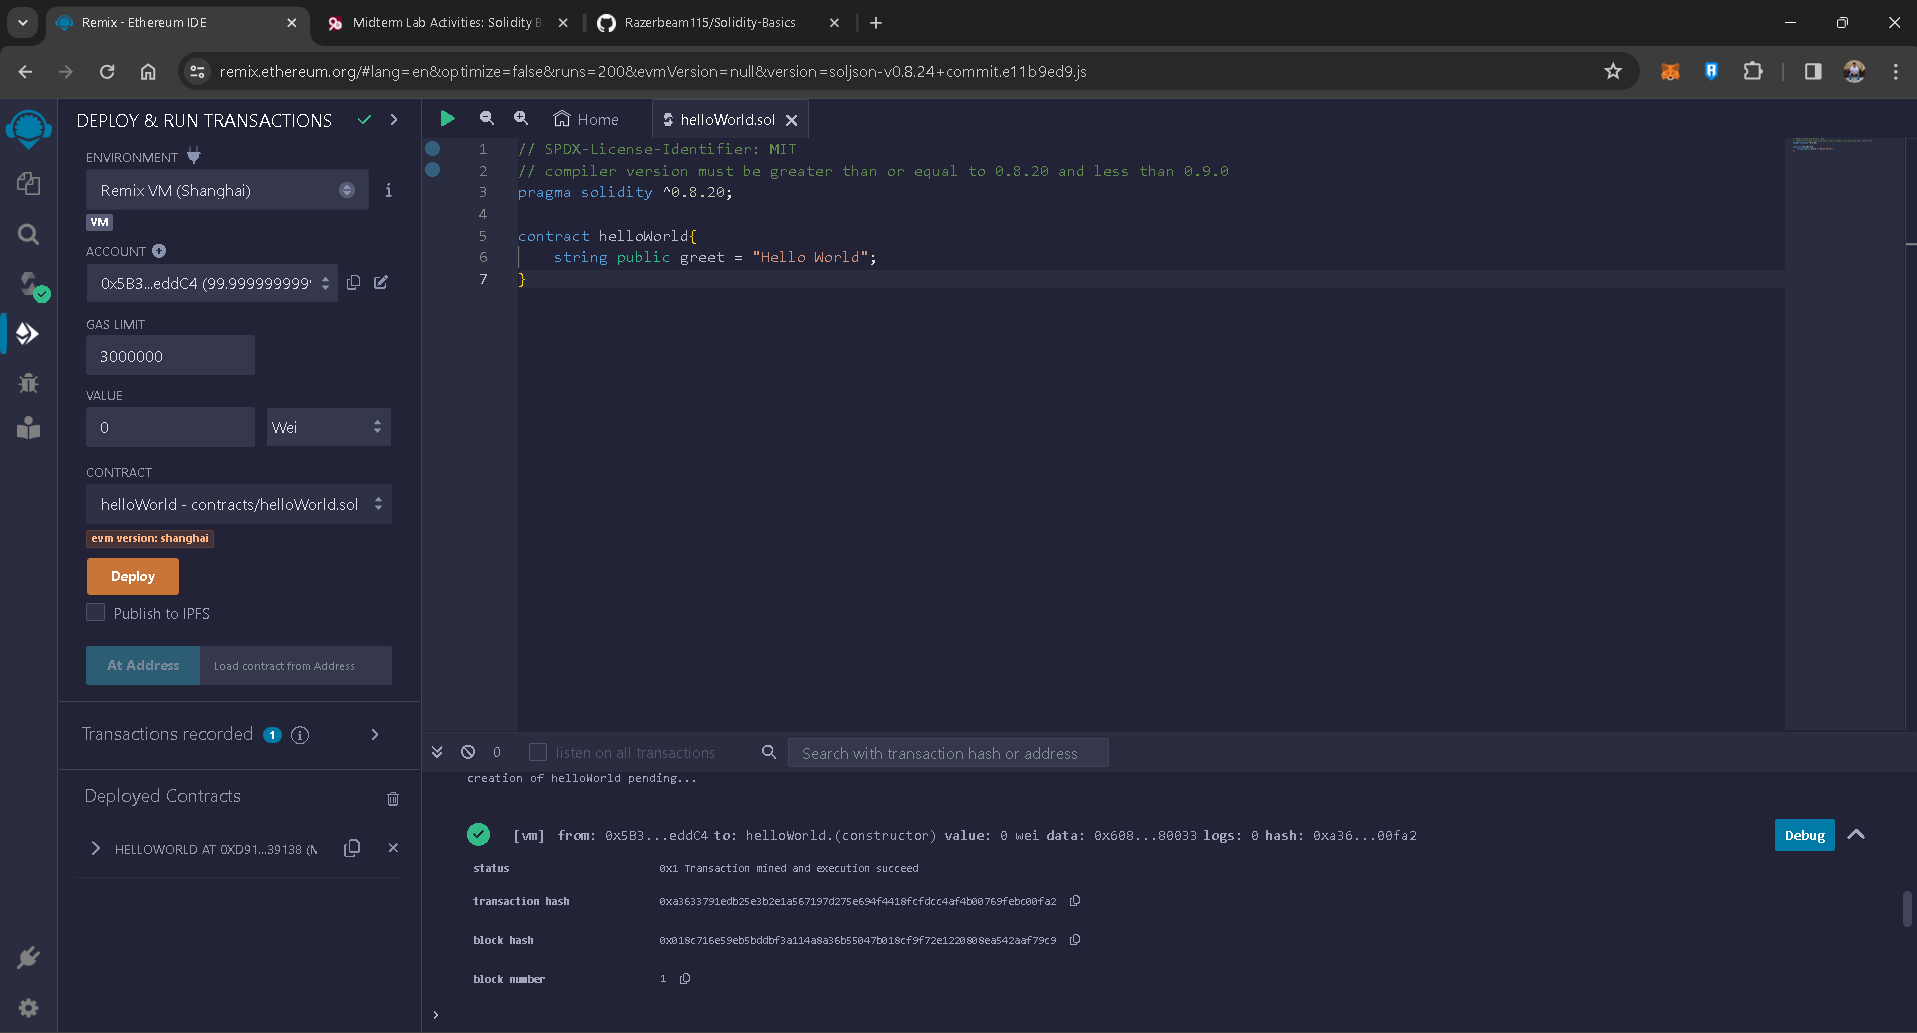 Remix - Ethereum IDE
Midterm Lab Activities: Solidity B
Razerbeam115/Solidity-Basics
remix.ethereum.org/#lang=en&optimize=false&runs=200&evmVersion=null&version=soljson-v0.8.24+commit.e11b9ed9.js
DEPLOY & RUN TRANSACTIONS
ENVIRONMENT
Remix VM (Shanghai)
VM
ACCOUNT
0x5B3...eddC4 (99.999999999
GAS LIMIT
3000000
VALUE
0
Wei
CONTRACT
helloWorld - contracts/helloWorld.sol
evm version: shanghai
Deploy
Publish to IPFS
At Address
Load contract from Address
Transactions recorded 1 i
Deployed Contracts
HELLOWORLD AT 0XD91...39138 (M
Home
helloWorld.sol
1 // SPDX-License-Identifier: MIT
2 // compiler version must be greater than or equal to 0.8.20 and less than 0.9.0
3 pragma solidity ^0.8.20;
4
5 contract helloWorld{
6 string public greet = "Hello World";
7 }
0
listen on all transactions
Search with transaction hash or address
creation of helloWorld pending...
[vm] from: 0x5B3...eddC4 to: helloWorld.(constructor) value: 0 wei data: 0x608...80033 logs: 0 hash: 0xa36...00fa2
Debug
status 0x1 Transaction mined and execution succeed
transaction hash 0xa3633791edb25e3b2e1a567197d275e694f4418fcfdcc4af4b00769febc00fa2
block hash 0x018c716e59eb5bddbf3a114a8a36b55047b018cf9f72e1220808ea542aaf79c9
block number 1
>